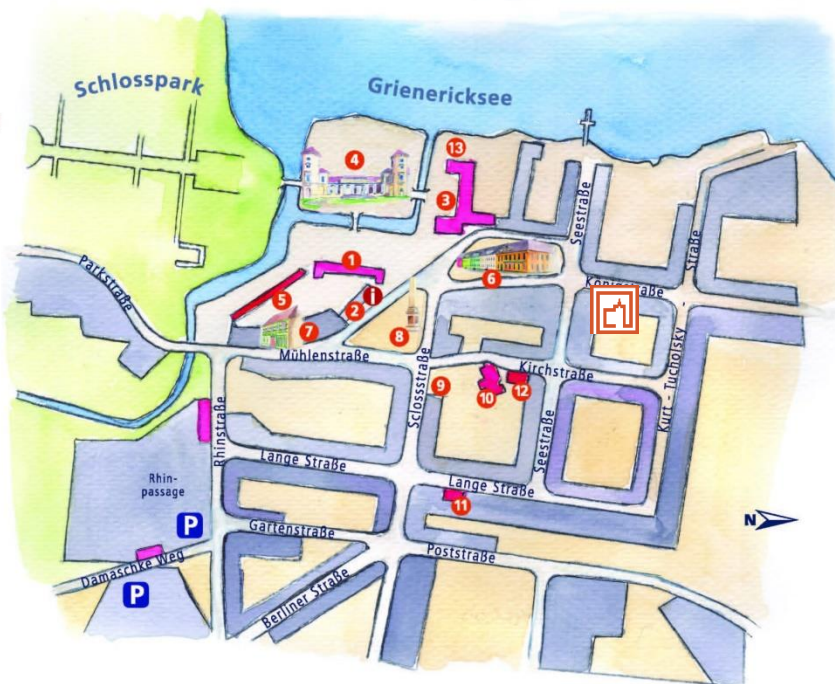 Schlosspark
Grienericksee
4
13
3
Seestraße
Parkstraße
1
5
i
2
7
6
8
Königstraße
Straße
Kurt - Tucholsky
Mühlenstraße
Sclossstraße
Kirchstraße
9
10
12
Rhinstraße
Lange Straße
Seestraße
Lange Straße
11
Rhin-
passage
P
Gartenstraße
Poststraße
Damaschke Weg
P
Berliner Straße
N